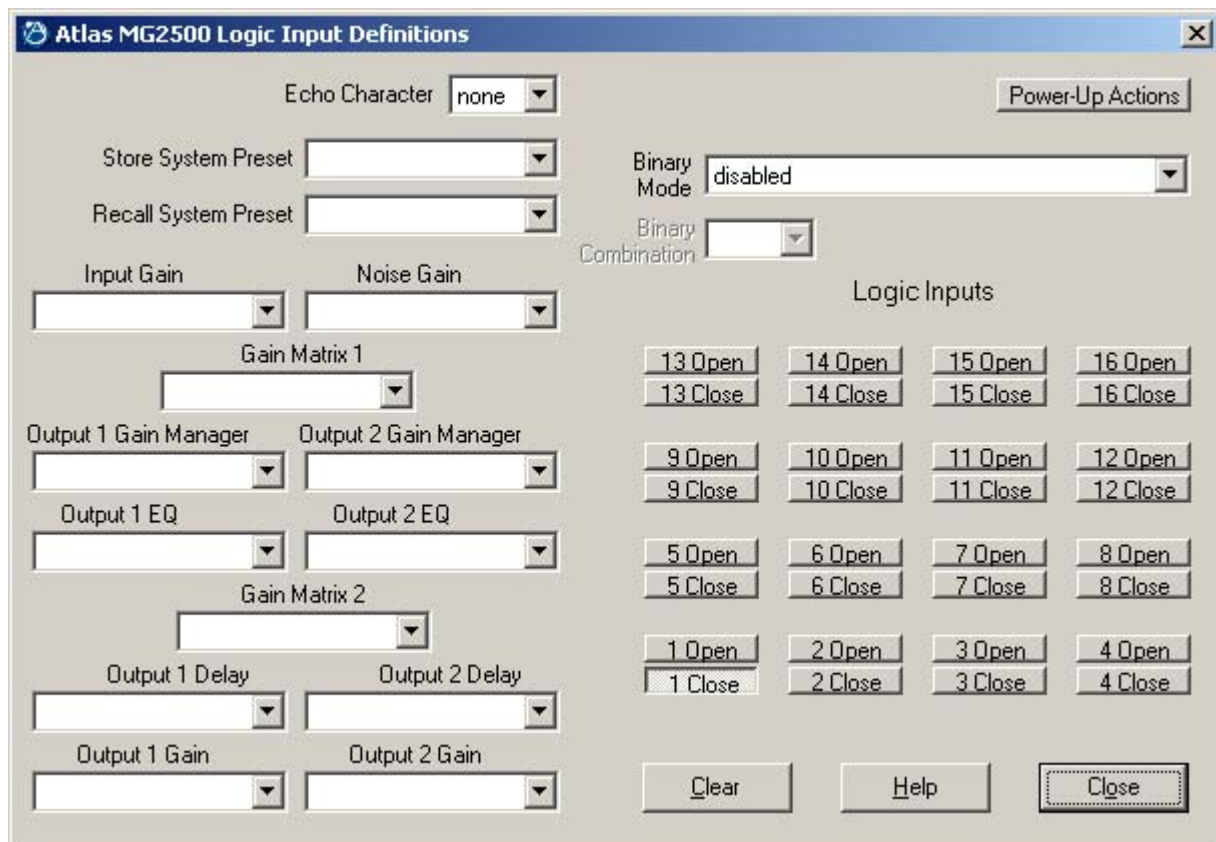 Atlas MG2500 Logic Input Definitions
Echo Character
none
Power-Up Actions
Store System Preset
Binary
Mode
disabled
Recall System Preset
Binary
Combination
Input Gain
Noise Gain
Logic Inputs
Gain Matrix 1
13 Open
14 Open
15 Open
16 Open
13 Close
14 Close
15 Close
16 Close
Output 1 Gain Manager
Output 2 Gain Manager
9 Open
10 Open
11 Open
12 Open
9 Close
10 Close
11 Close
12 Close
Output 1 EQ
Output 2 EQ
5 Open
6 Open
7 Open
8 Open
5 Close
6 Close
7 Close
8 Close
Gain Matrix 2
1 Open
2 Open
3 Open
4 Open
1 Close
2 Close
3 Close
4 Close
Output 1 Delay
Output 2 Delay
Output 1 Gain
Output 2 Gain
Clear
Help
Close